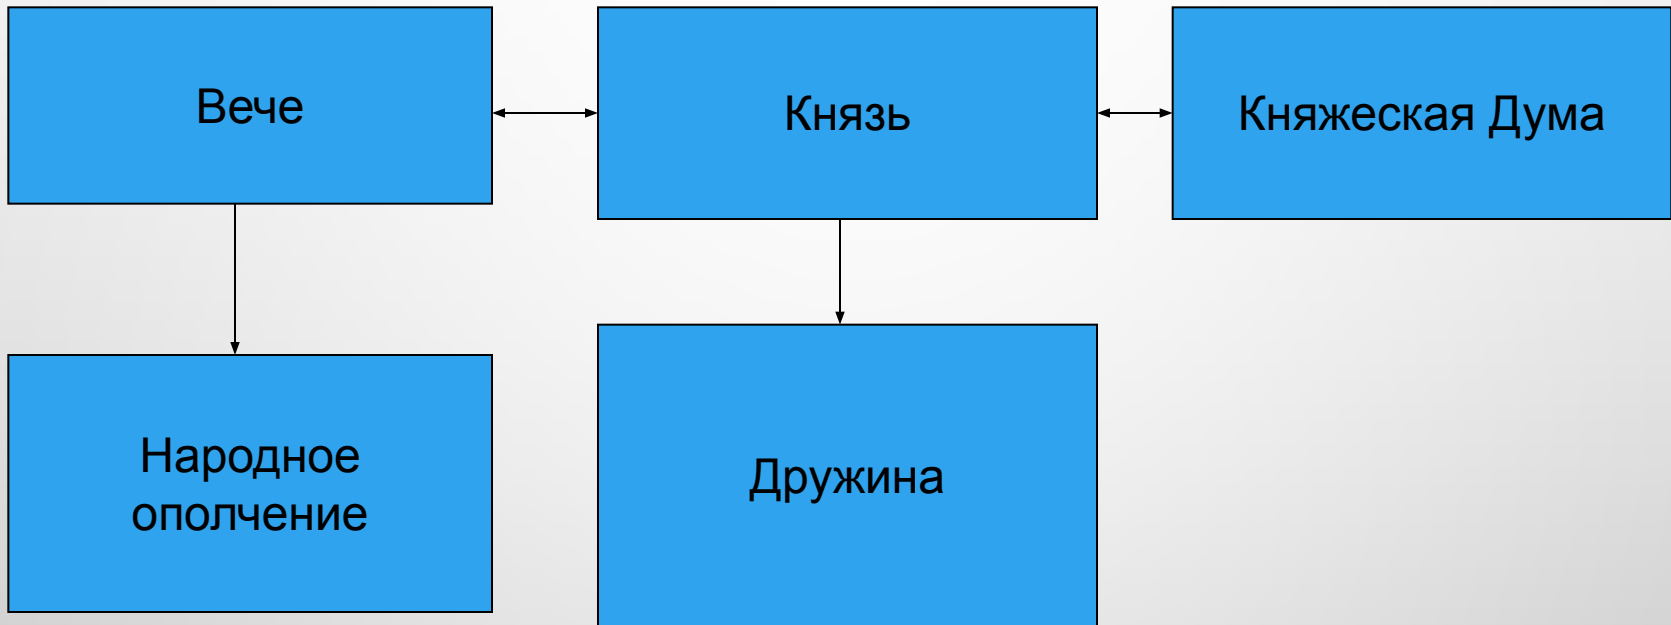 Вече
Князь
Княжеская Дума
Народное
ополчение
Дружина